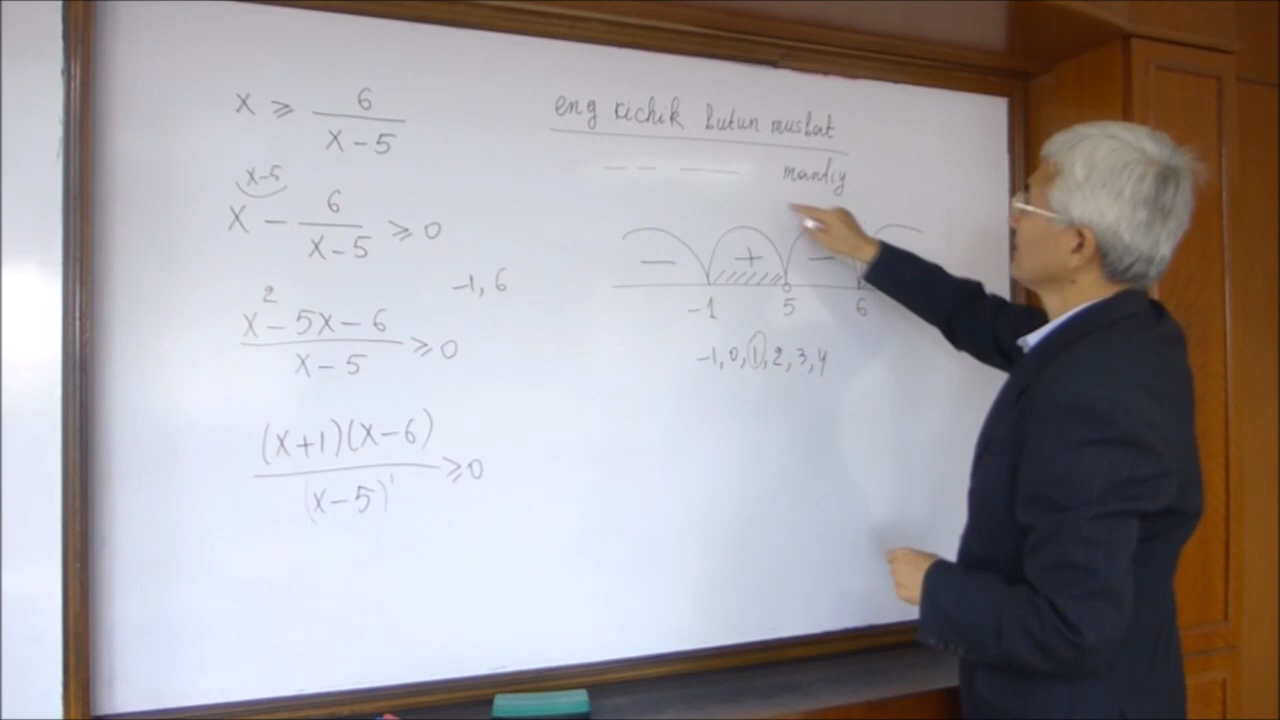 x ≥ 6/(x-5)
x-5
x - 6/(x-5) ≥ 0
-1, 6
(x²-5x-6)/(x-5) ≥ 0
((x+1)(x-6))/(x-5)¹ ≥ 0
eng kichik butun musbat
manfiy
- + -
-1 5 6
-1, 0, 1, 2, 3, 4